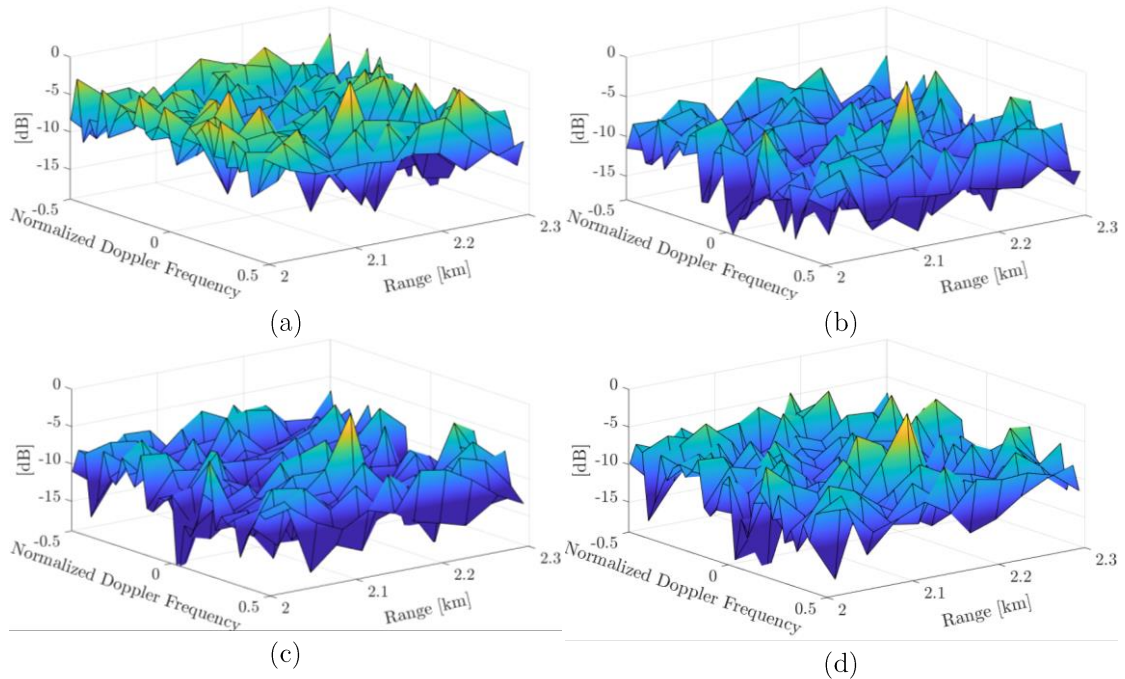 0
-5
-10
-15
[dB]
-0.5
0
0.5
Normalized Doppler Frequency
2
2.1
2.2
2.3
Range [km]
(a)
0
-5
-10
-15
[dB]
-0.5
0
0.5
Normalized Doppler Frequency
2
2.1
2.2
2.3
Range [km]
(b)
0
-5
-10
-15
[dB]
-0.5
0
0.5
Normalized Doppler Frequency
2
2.1
2.2
2.3
Range [km]
(c)
0
-5
-10
-15
[dB]
-0.5
0
0.5
Normalized Doppler Frequency
2
2.1
2.2
2.3
Range [km]
(d)